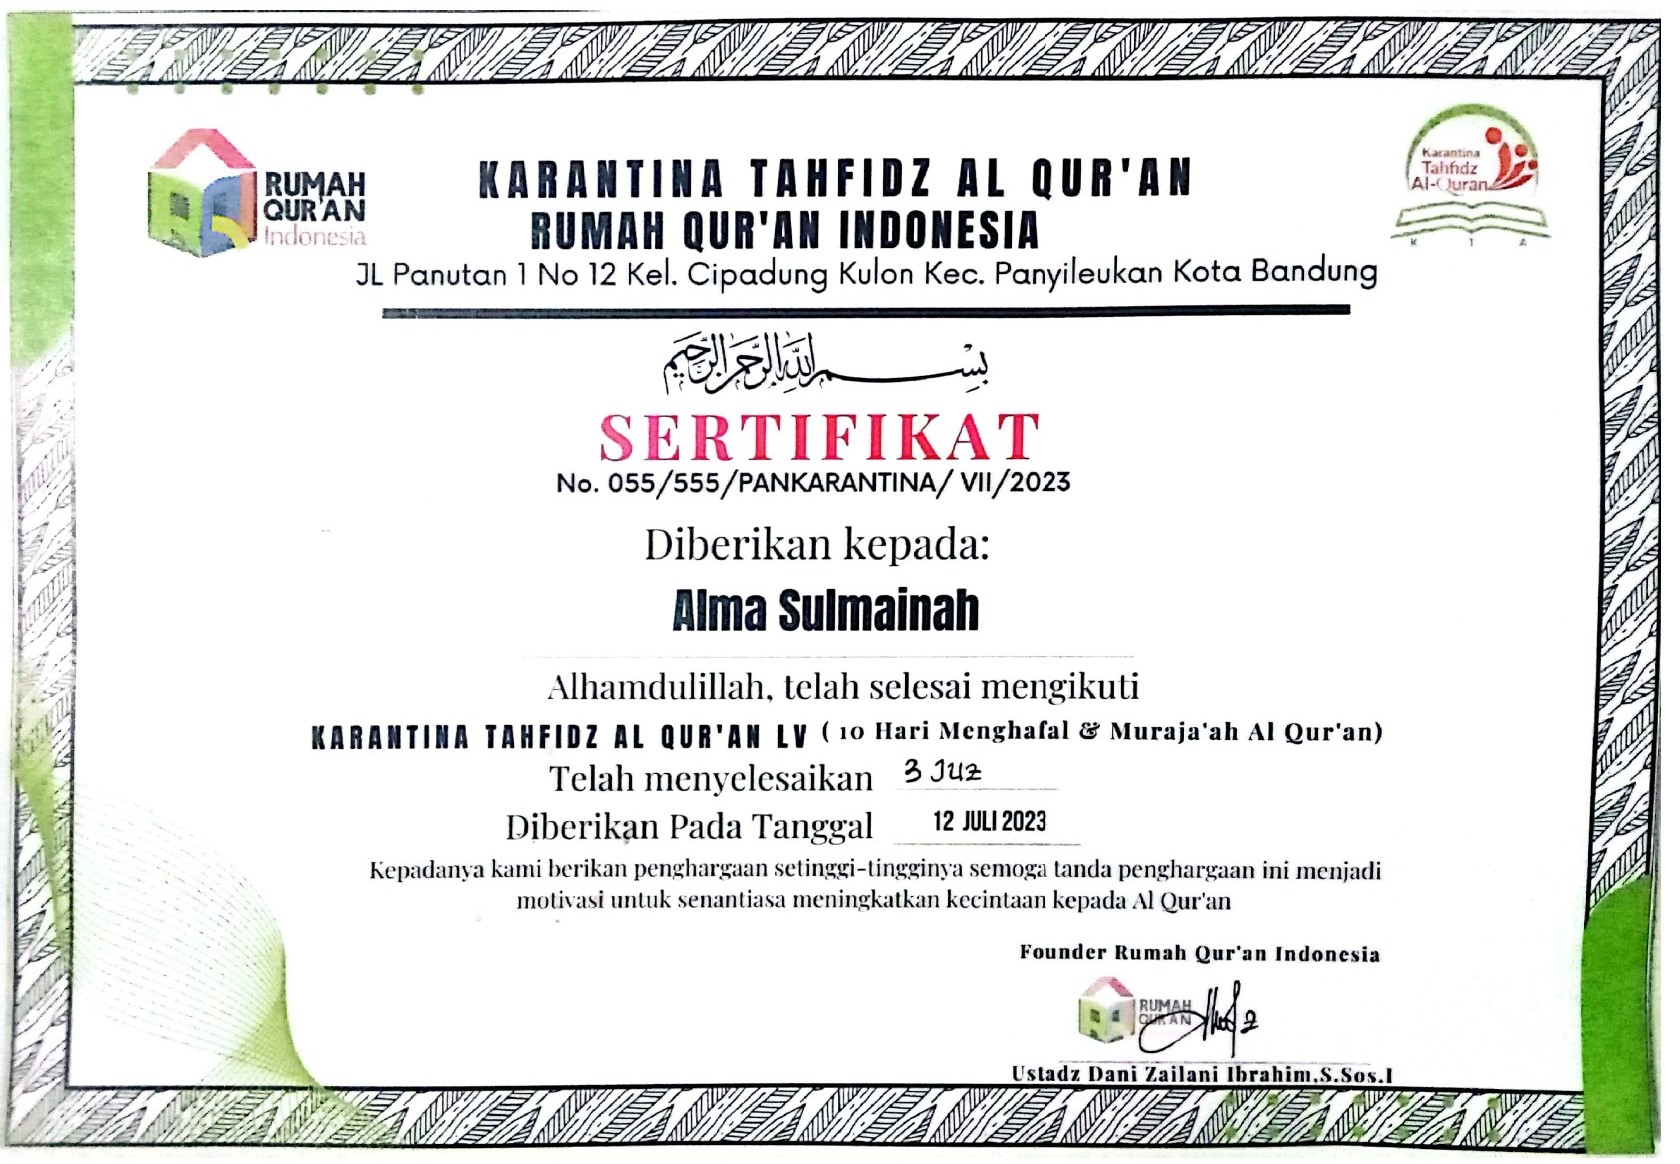 RUMAH
QUR'AN
Indonesia
Karantina
Tahfidz
Al-Quran
K T A
KARANTINA TAHFIDZ AL QUR'AN
RUMAH QUR'AN INDONESIA
JL Panutan 1 No 12 Kel. Cipadung Kulon Kec. Panyileukan Kota Bandung
بسم الله الرحمن الرحيم
SERTIFIKAT
No. 055/555/PANKARANTINA/ VII/2023
Diberikan kepada:
Alma Sulmainah
Alhamdulillah, telah selesai mengikuti
KARANTINA TAHFIDZ AL QUR'AN LV ( 10 Hari Menghafal & Muraja'ah Al Qur'an)
Telah menyelesaikan 3 Juz
Diberikan Pada Tanggal 12 JULI 2023
Kepadanya kami berikan penghargaan setinggi-tingginya semoga tanda penghargaan ini menjadi
motivasi untuk senantiasa meningkatkan kecintaan kepada Al Qur'an
Founder Rumah Qur'an Indonesia
RUMAH
QUR'AN
Ustadz Dani Zailani Ibrahim,S.Sos.I